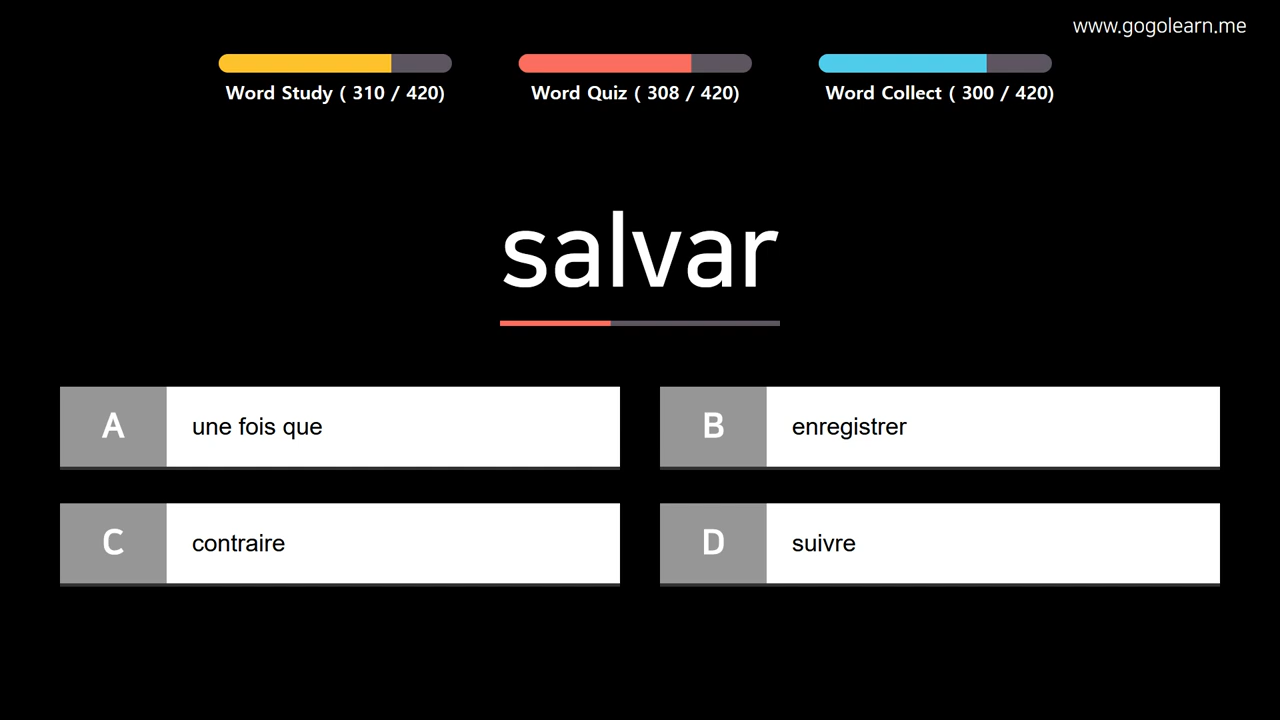 www.gogolearn.me
Word Study ( 310 / 420)
Word Quiz ( 308 / 420)
Word Collect ( 300 / 420)
salvar
A une fois que
B enregistrer
C contraire
D suivre